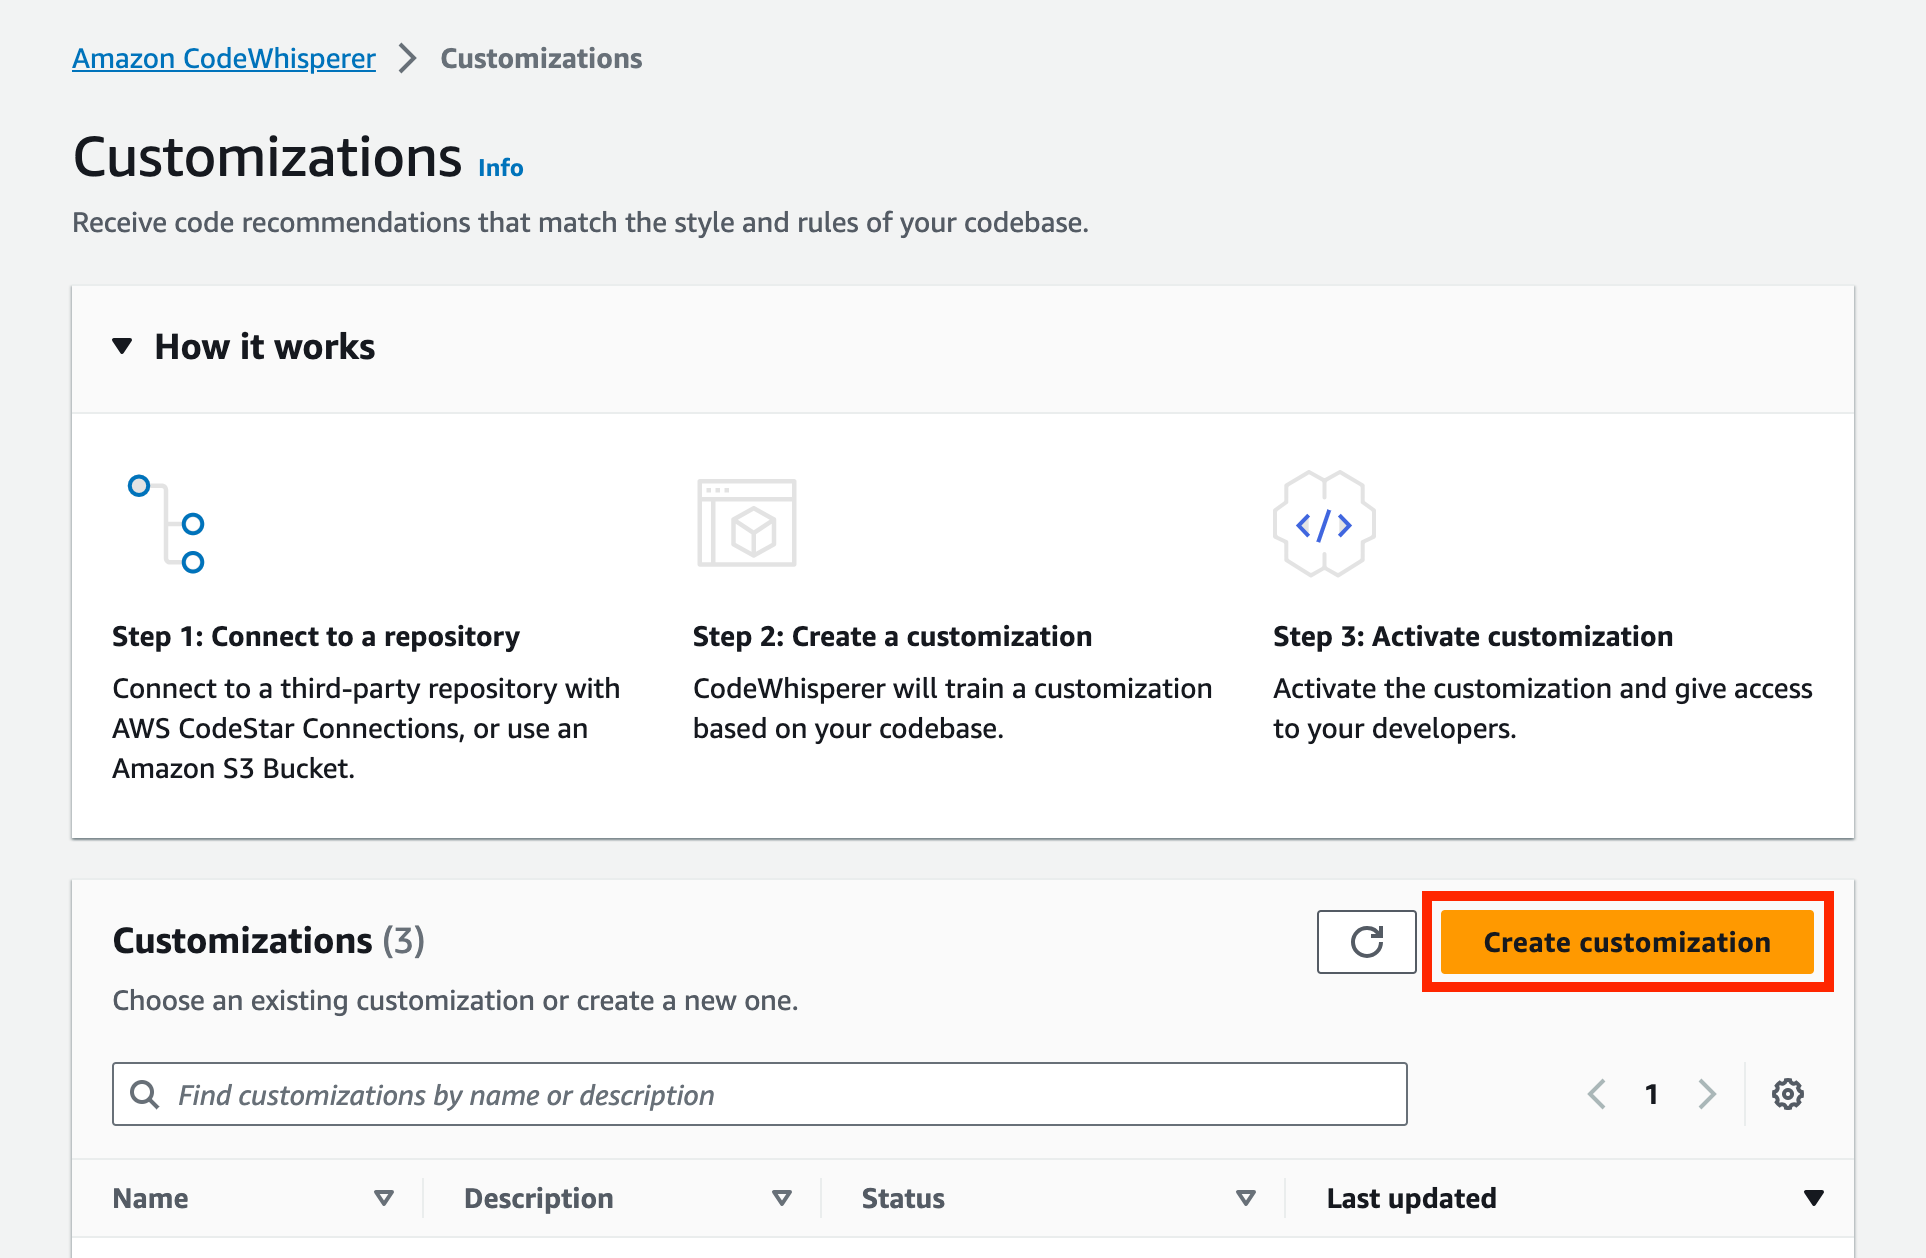 Amazon CodeWhisperer > Customizations
Customizations Info
Receive code recommendations that match the style and rules of your codebase.
How it works
</>
Step 1: Connect to a repository
Connect to a third-party repository with
AWS CodeStar Connections, or use an
Amazon S3 Bucket.
Step 2: Create a customization
CodeWhisperer will train a customization
based on your codebase.
Step 3: Activate customization
Activate the customization and give access
to your developers.
Customizations (3)
Create customization
Choose an existing customization or create a new one.
Find customizations by name or description
1
Name Description Status Last updated